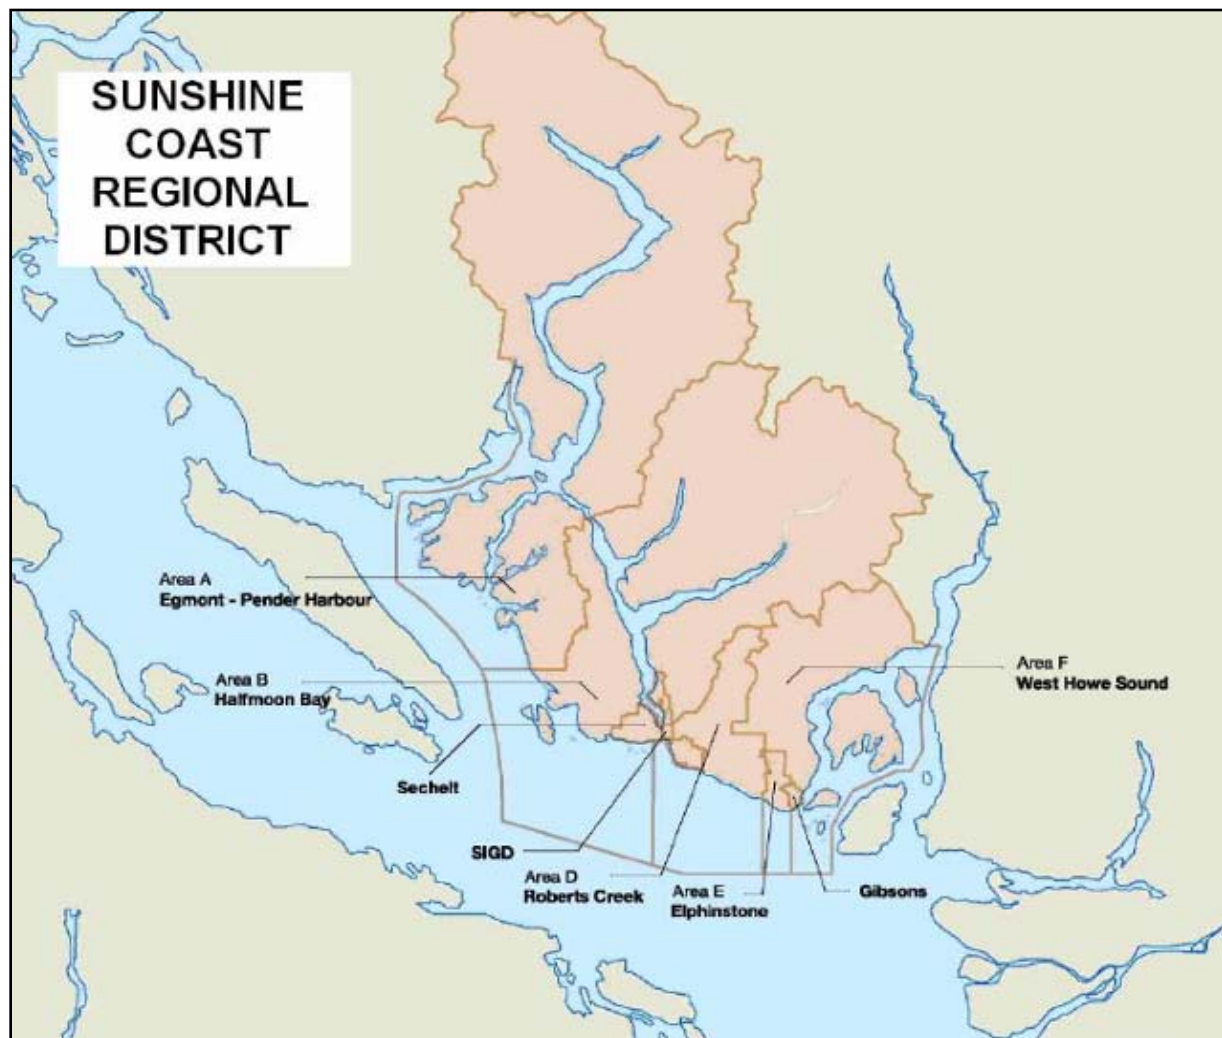 SUNSHINE
COAST
REGIONAL
DISTRICT
Area A
Egmont - Pender Harbour
Area B
Halfmoon Bay
Area F
West Howe Sound
Sechelt
SIGD
Area D
Roberts Creek
Area E
Elphinstone
Gibsons